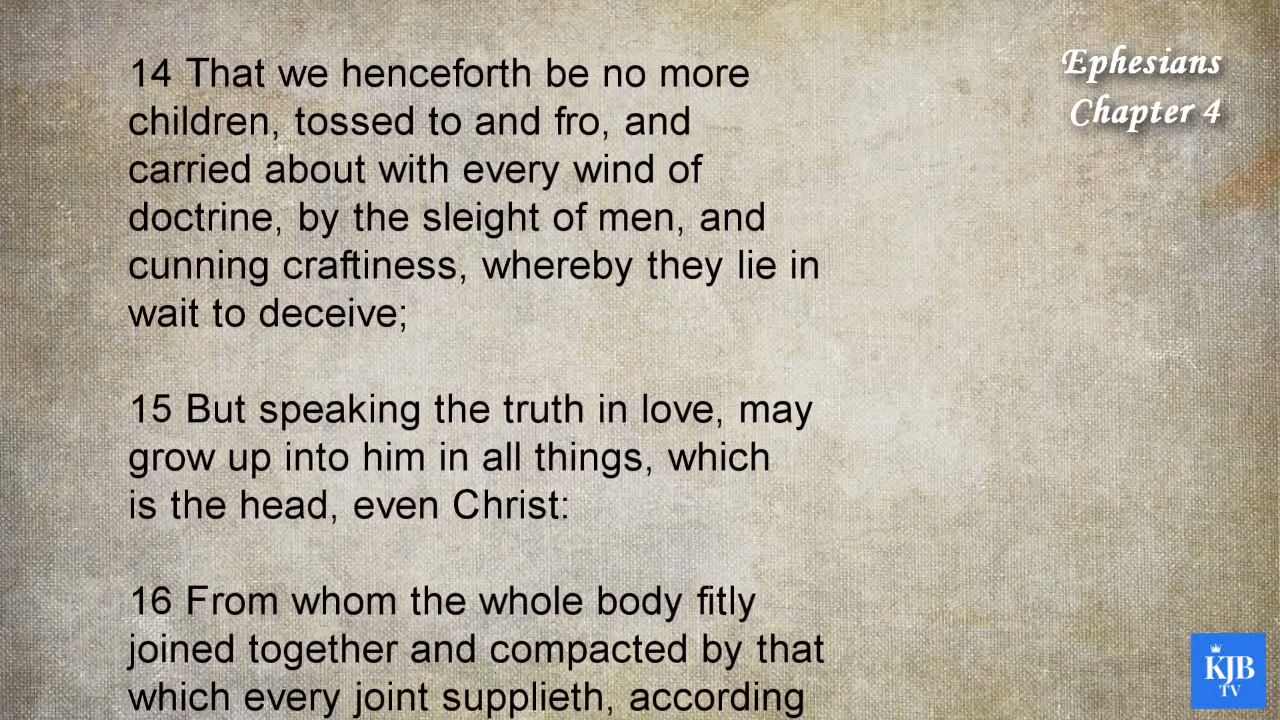 14 That we henceforth be no more
children, tossed to and fro, and
carried about with every wind of
doctrine, by the sleight of men, and
cunning craftiness, whereby they lie in
wait to deceive;
15 But speaking the truth in love, may
grow up into him in all things, which
is the head, even Christ:
16 From whom the whole body fitly
joined together and compacted by that
which every joint supplieth, according
Ephesians
Chapter 4
KJB
TV